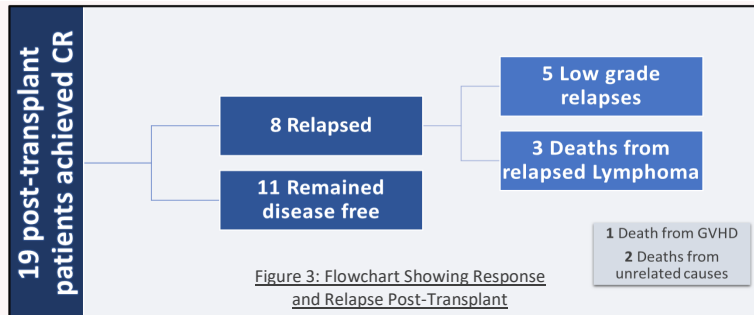 19 post-transplant
patients achieved CR
8 Relapsed
11 Remained
disease free
5 Low grade
relapses
3 Deaths from
relapsed Lymphoma
1 Death from GVHD
2 Deaths from
unrelated causes
Figure 3: Flowchart Showing Response
and Relapse Post-Transplant